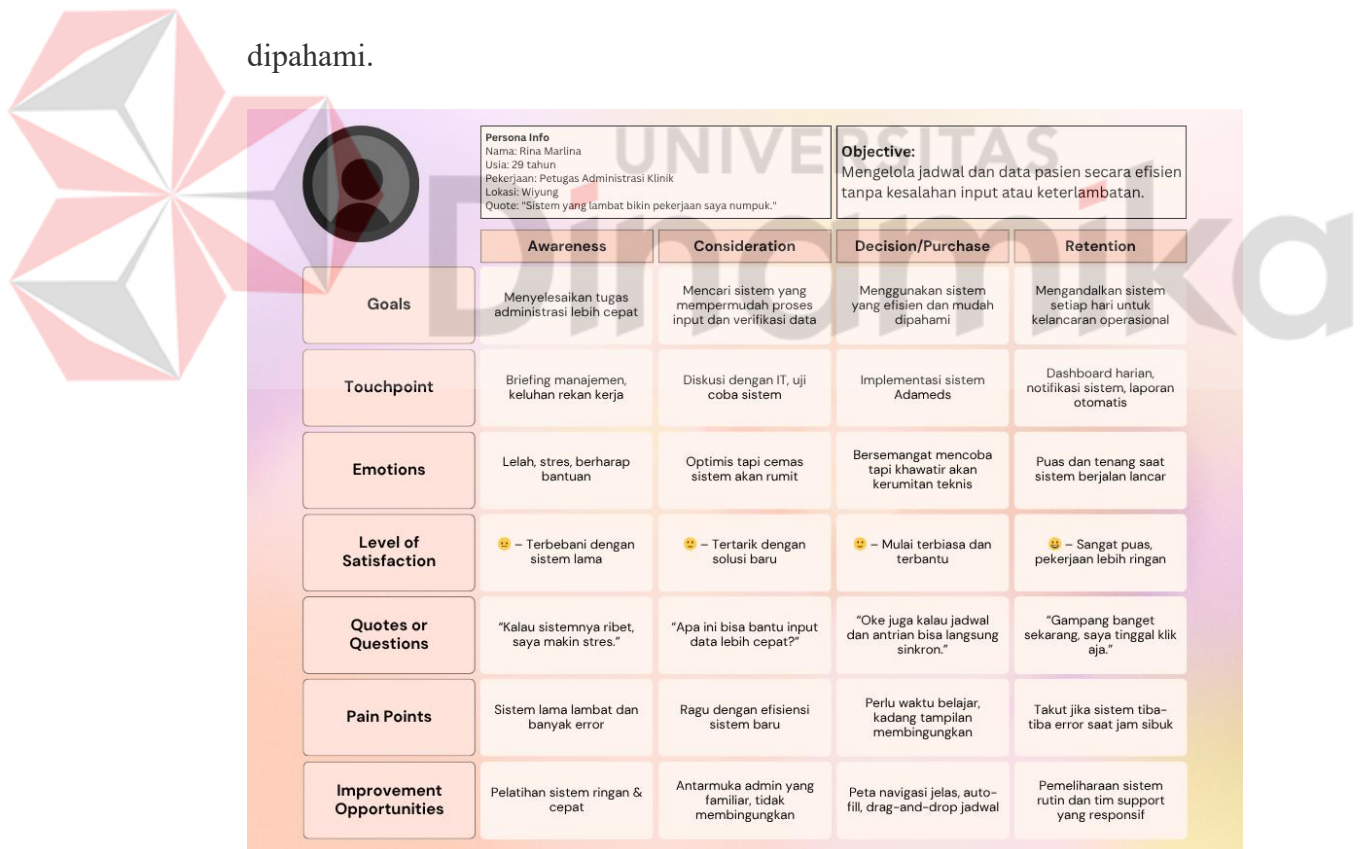 dipahami.
UNIVERSITAS
Dinamika
Persona Info
Nama: Rina Marlina
Usia: 29 tahun
Pekerjaan: Petugas Administrasi Klinik
Lokasi: Wiyung
Quote: "Sistem yang lambat bikin pekerjaan saya numpuk."
Objective:
Mengelola jadwal dan data pasien secara efisien
tanpa kesalahan input atau keterlambatan.
Awareness
Consideration
Decision/Purchase
Retention
Goals
Menyelesaikan tugas
administrasi lebih cepat
Mencari sistem yang
mempermudah proses
input dan verifikasi data
Menggunakan sistem
yang efisien dan mudah
dipahami
Mengandalkan sistem
setiap hari untuk
kelancaran operasional
Touchpoint
Briefing manajemen,
keluhan rekan kerja
Diskusi dengan IT, uji
coba sistem
Implementasi sistem
Adameds
Dashboard harian,
notifikasi sistem, laporan
otomatis
Emotions
Lelah, stres, berharap
bantuan
Optimis tapi cemas
sistem akan rumit
Bersemangat mencoba
tapi khawatir akan
kerumitan teknis
Puas dan tenang saat
sistem berjalan lancar
Level of
Satisfaction
😐 – Terbebani dengan
sistem lama
🙂 – Tertarik dengan
solusi baru
🙂 – Mulai terbiasa dan
terbantu
😀 – Sangat puas,
pekerjaan lebih ringan
Quotes or
Questions
“Kalau sistemnya ribet,
saya makin stres.”
“Apa ini bisa bantu input
data lebih cepat?”
“Oke juga kalau jadwal
dan antrian bisa langsung
sinkron.”
“Gampang banget
sekarang, saya tinggal klik
aja.”
Pain Points
Sistem lama lambat dan
banyak error
Ragu dengan efisiensi
sistem baru
Perlu waktu belajar,
kadang tampilan
membingungkan
Takut jika sistem tiba-
tiba error saat jam sibuk
Improvement
Opportunities
Pelatihan sistem ringan &
cepat
Antarmuka admin yang
familiar, tidak
membingungkan
Peta navigasi jelas, auto-
fill, drag-and-drop jadwal
Pemeliharaan sistem
rutin dan tim support
yang responsif